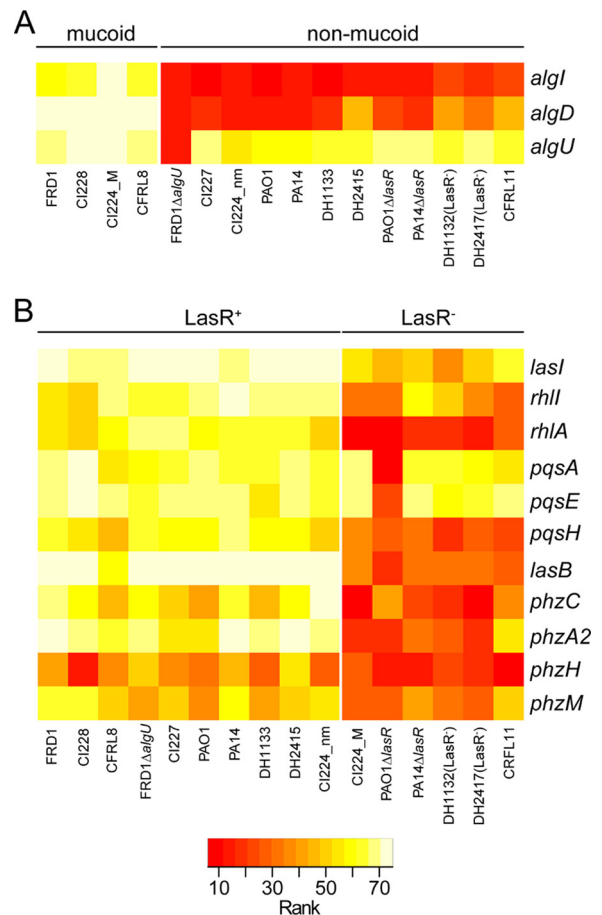 A
mucoid non-mucoid
algI
algD
algU
FRD1 CI228 CI224_M CFRL8 FRD1ΔalgU CI227 CI224_nm PAO1 PA14 DH1133 DH2415 PAO1ΔlasR PA14ΔlasR DH1132(LasR-) DH2417(LasR-) CFRL11
B
LasR+ LasR-
lasI
rhlI
rhlA
pqsA
pqsE
pqsH
lasB
phzC
phzA2
phzH
phzM
FRD1 CI228 CFRL8 FRD1ΔalgU CI227 PAO1 PA14 DH1133 DH2415 CI224_nm CI224_M PAO1ΔlasR PA14ΔlasR DH1132(LasR-) DH2417(LasR-) CRFL11
10 30 50 70
Rank